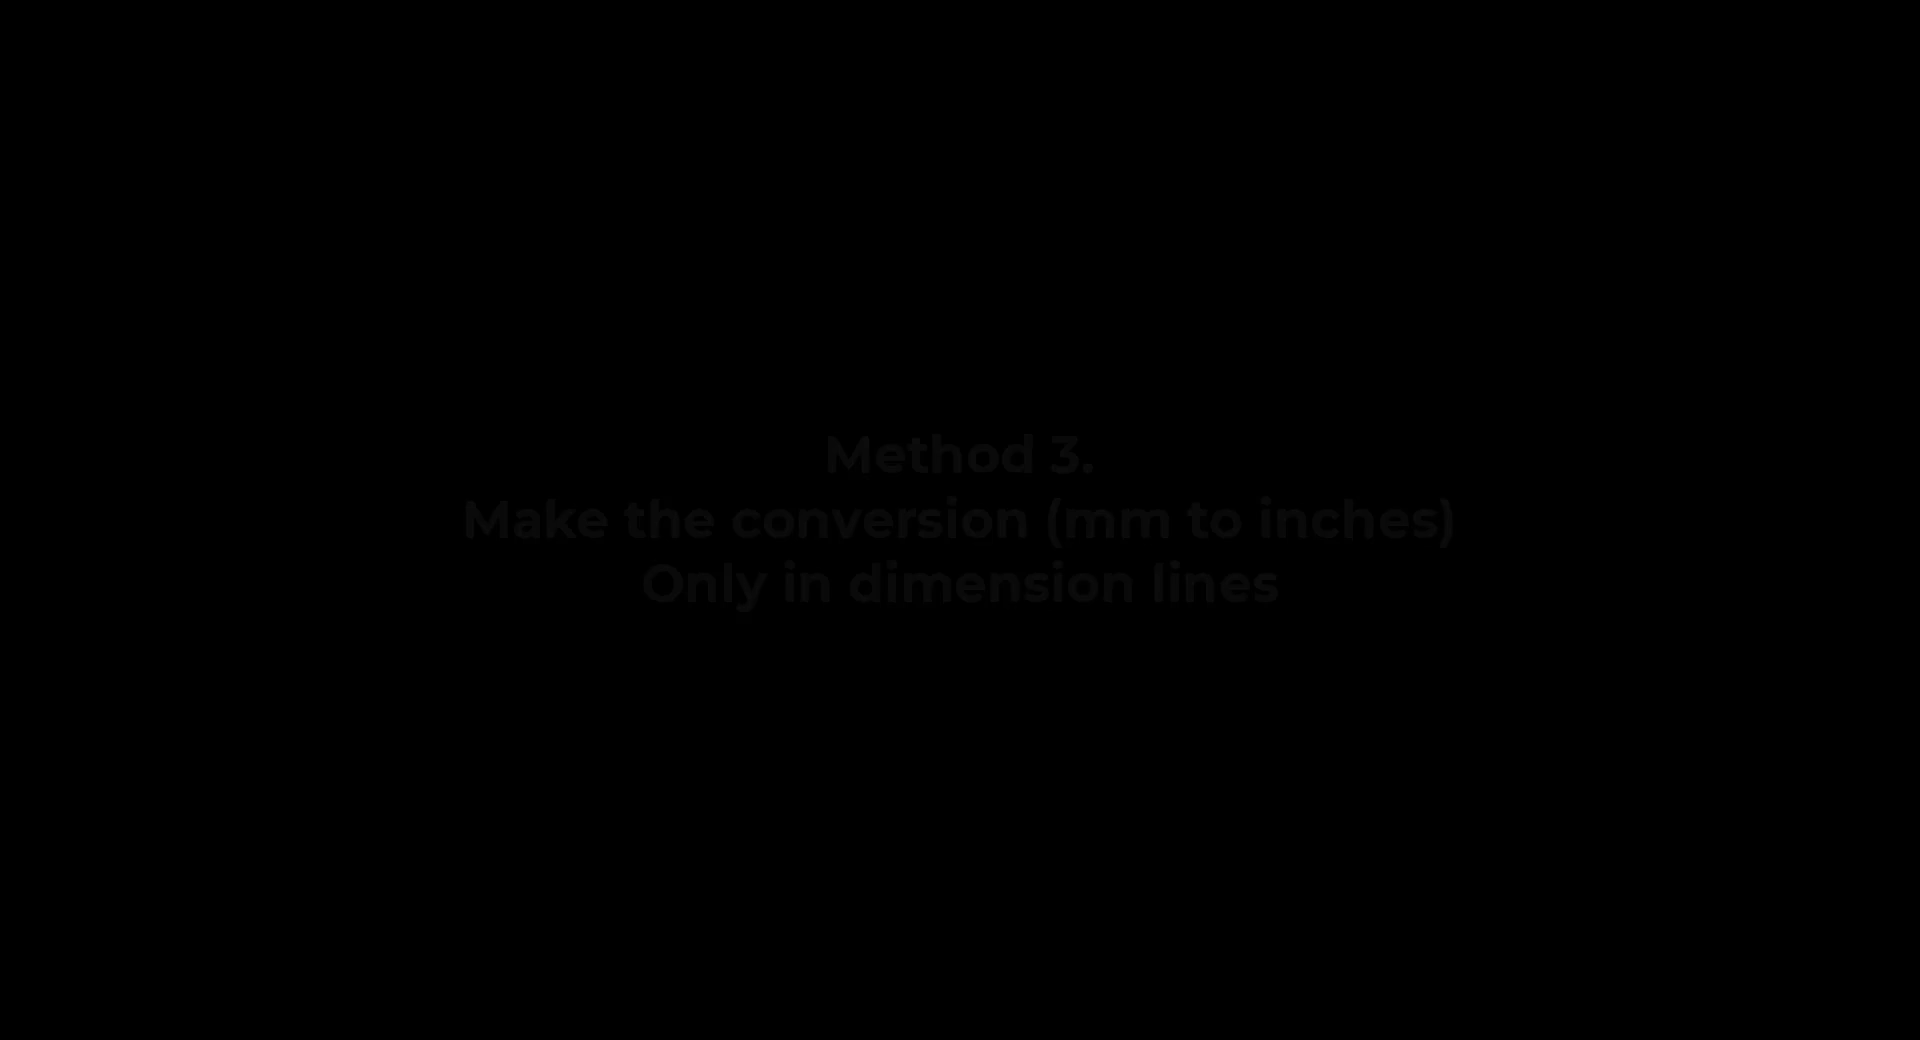 Method 3.
Make the conversion (mm to inches)
Only in dimension lines